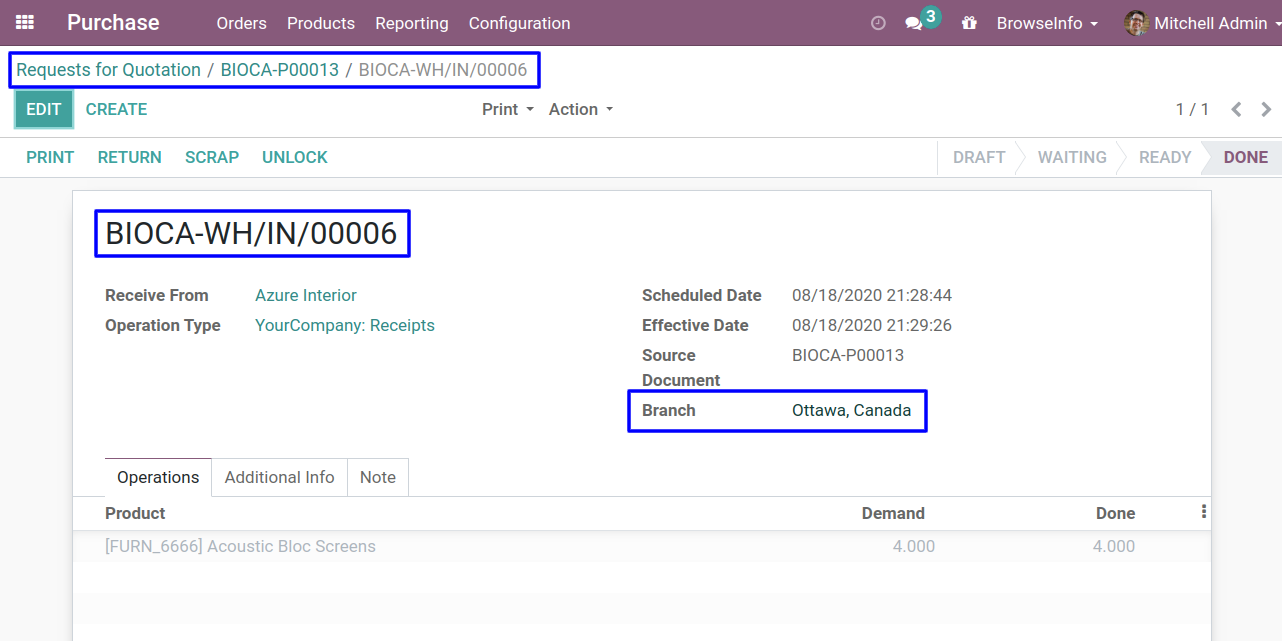 Purchase Orders Products Reporting Configuration 3 BrowseInfo Mitchell Admin
Requests for Quotation / BIOCA-P00013 / BIOCA-WH/IN/00006
EDIT CREATE Print Action 1 / 1
PRINT RETURN SCRAP UNLOCK DRAFT WAITING READY DONE
BIOCA-WH/IN/00006
Receive From Azure Interior Scheduled Date 08/18/2020 21:28:44
Operation Type YourCompany: Receipts Effective Date 08/18/2020 21:29:26
Source BIOCA-P00013
Document
Branch Ottawa, Canada
Operations Additional Info Note
Product Demand Done
[FURN_6666] Acoustic Bloc Screens 4.000 4.000